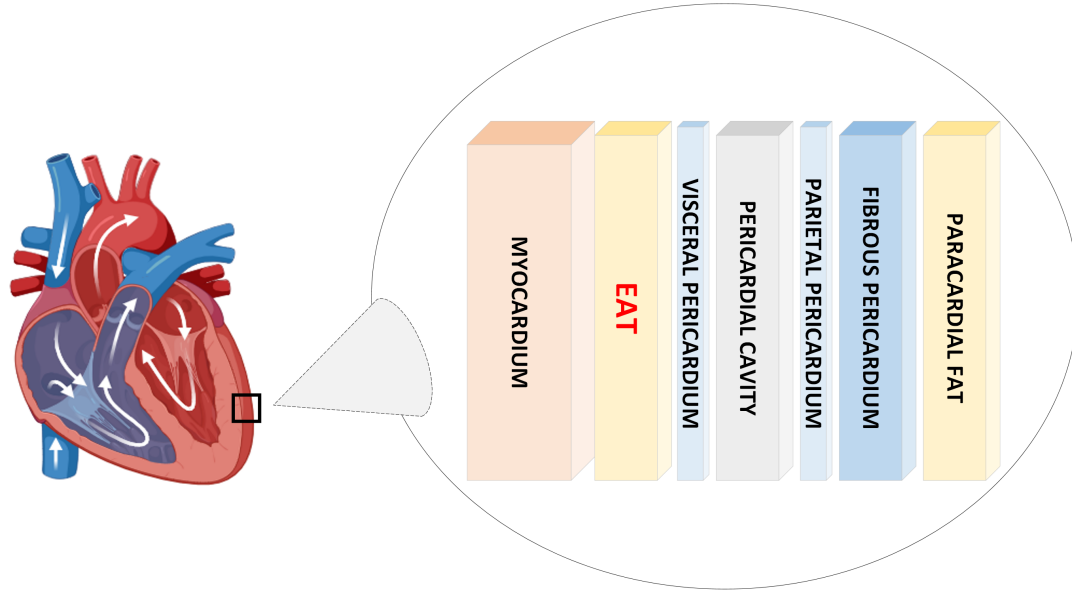 MYOCARDIUM
EAT
VISCERAL PERICARDIUM
PERICARDIAL CAVITY
PARIETAL PERICARDIUM
FIBROUS PERICARDIUM
PARACARDIAL FAT